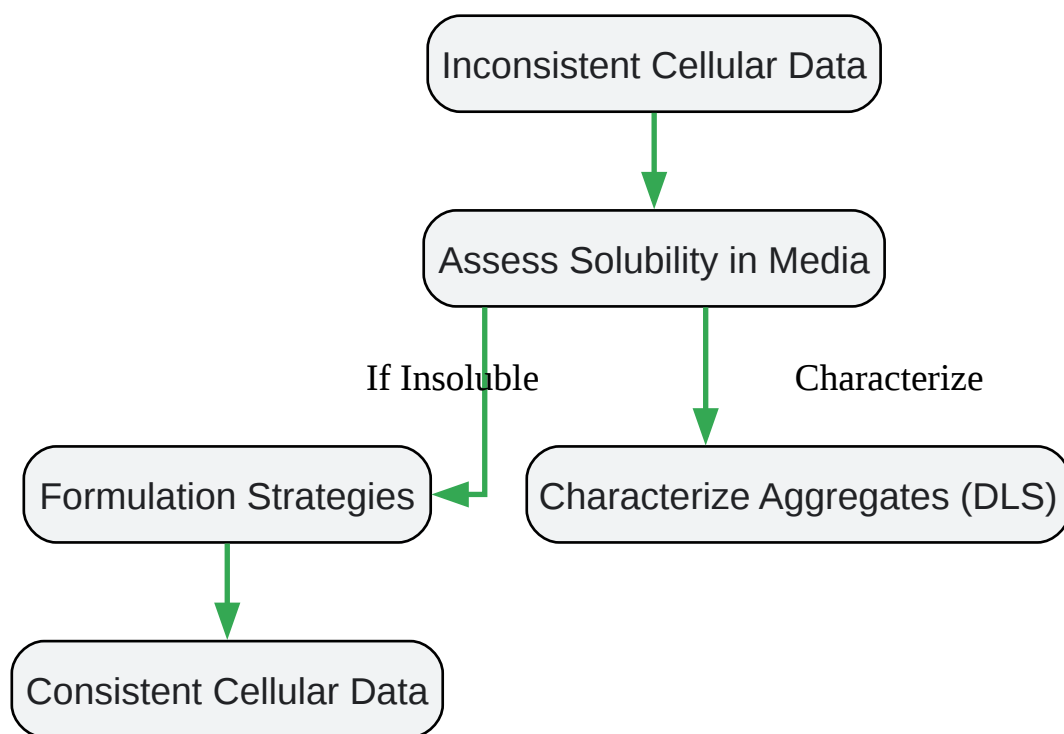 Inconsistent Cellular Data
Assess Solubility in Media
If Insoluble
Characterize
Formulation Strategies
Characterize Aggregates (DLS)
Consistent Cellular Data